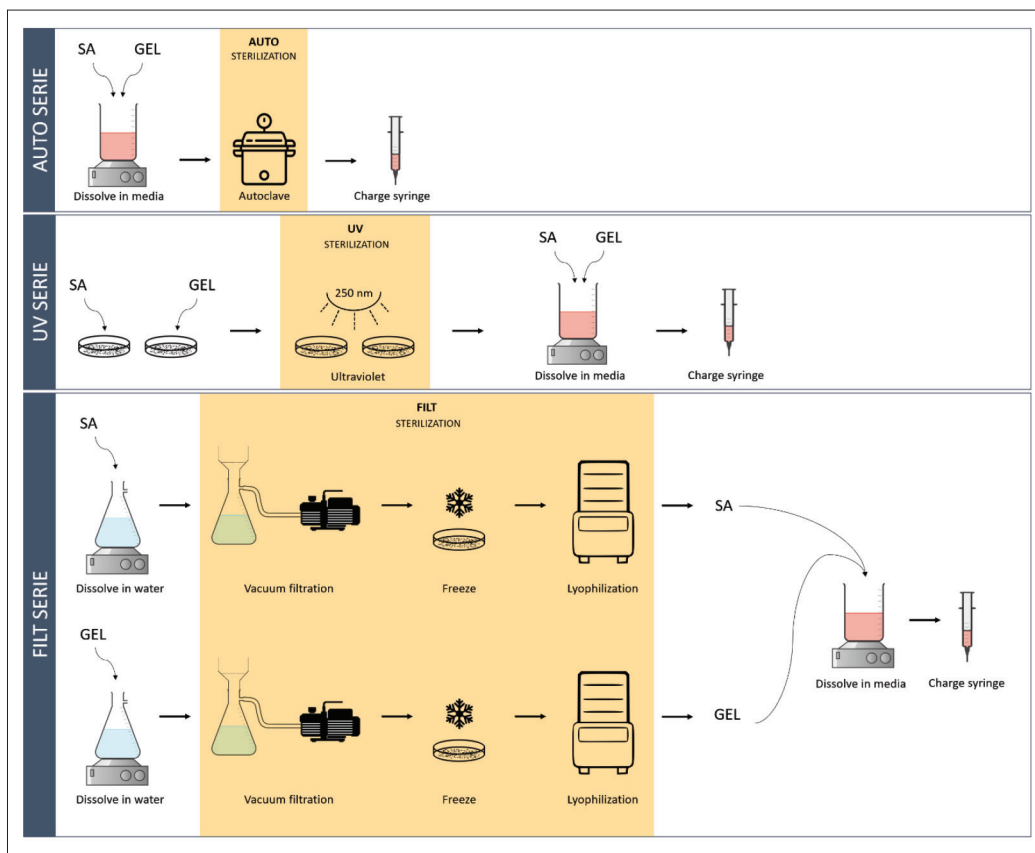 AUTO SERIE
SA GEL
AUTO
STERILIZATION
Dissolve in media
Autoclave
Charge syringe
UV SERIE
SA
GEL
UV
STERILIZATION
250 nm
Ultraviolet
SA GEL
Dissolve in media
Charge syringe
FILT SERIE
FILT
STERILIZATION
SA
Dissolve in water
Vacuum filtration
Freeze
Lyophilization
SA
GEL
Dissolve in water
Vacuum filtration
Freeze
Lyophilization
GEL
Dissolve in media
Charge syringe